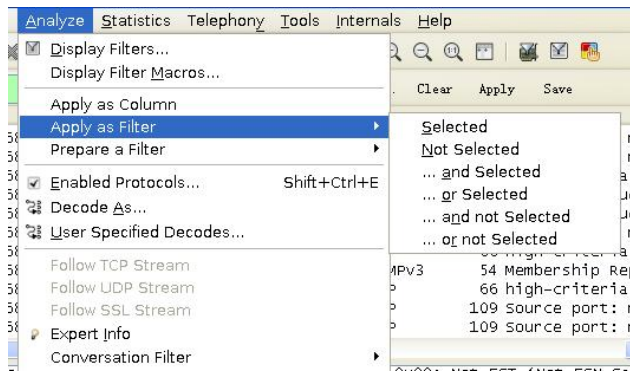 Analyze Statistics Telephony Tools Internals Help
Display Filters...
Display Filter Macros...
Clear Apply Save
Apply as Column
Apply as Filter
Selected
Prepare a Filter
Not Selected
... and Selected
Enabled Protocols... Shift+Ctrl+E
... or Selected
Decode As...
... and not Selected
User Specified Decodes...
... or not Selected
Follow TCP Stream
MPv3 54 Membership Rep
Follow UDP Stream
66 high-criteria
Follow SSL Stream
109 Source port:
Expert Info
109 Source port:
Conversation Filter